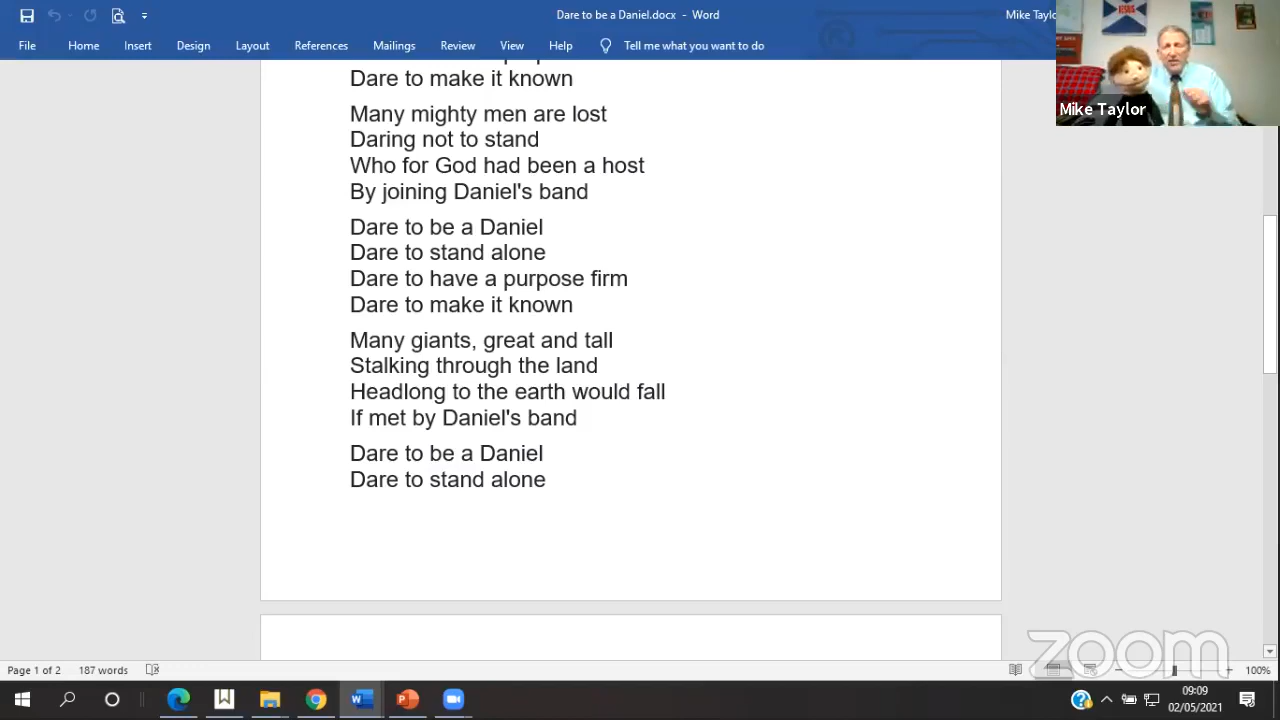 Dare to be a Daniel.docx - Word
Mike Taylo
File Home Insert Design Layout References Mailings Review View Help Tell me what you want to do
Mike Taylor
Dare to make it known
Many mighty men are lost
Daring not to stand
Who for God had been a host
By joining Daniel's band
Dare to be a Daniel
Dare to stand alone
Dare to have a purpose firm
Dare to make it known
Many giants, great and tall
Stalking through the land
Headlong to the earth would fall
If met by Daniel's band
Dare to be a Daniel
Dare to stand alone
zoom
Page 1 of 2 187 words 100%
09:09
02/05/2021